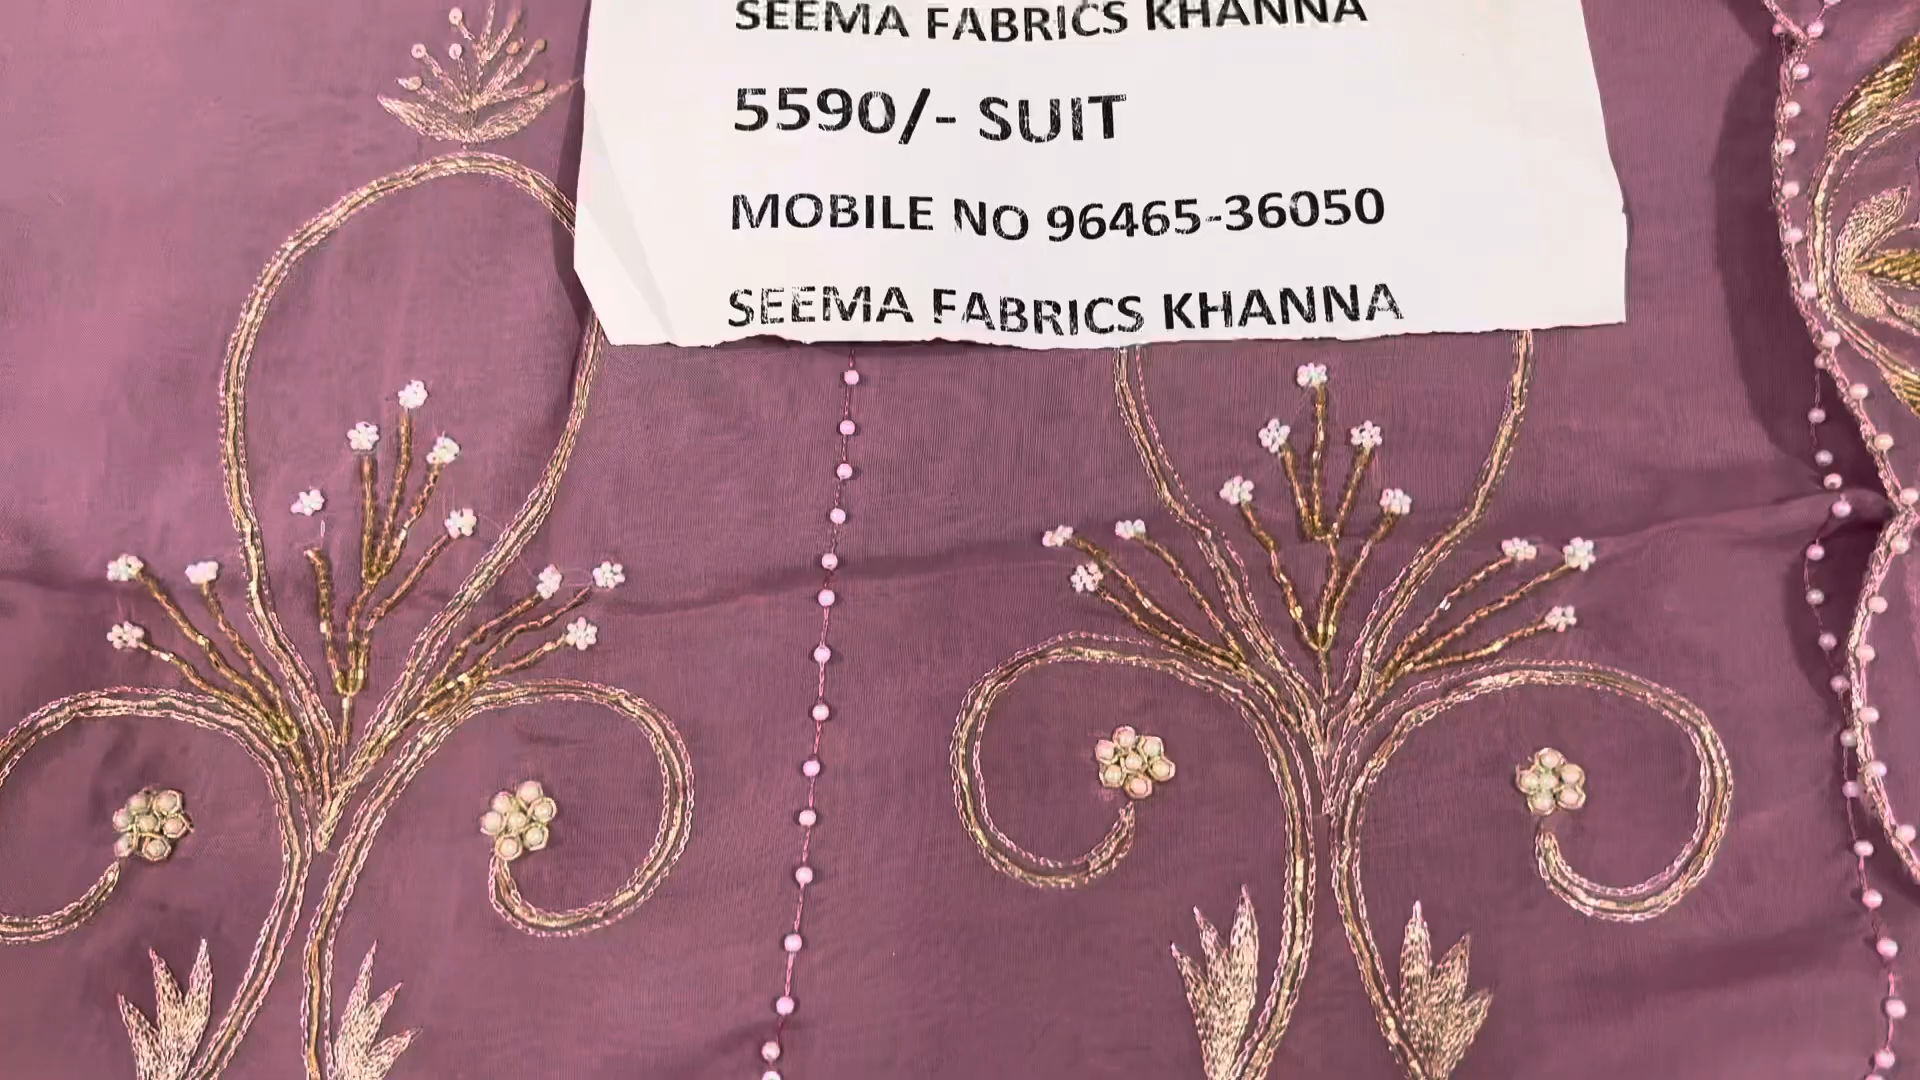 SEEMA FABRICS KHANNA
5590/- SUIT
MOBILE NO 96465-36050
SEEMA FABRICS KHANNA